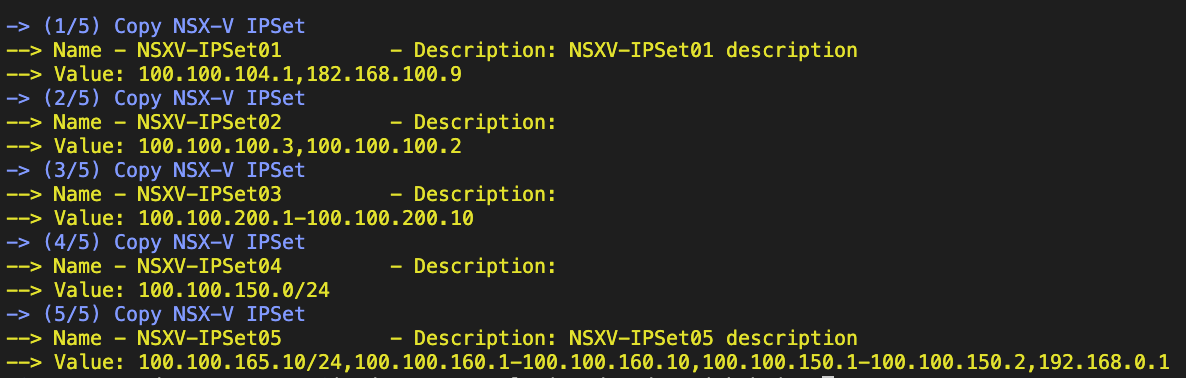 -> (1/5) Copy NSX-V IPSet
--> Name - NSXV-IPSet01 - Description: NSXV-IPSet01 description
--> Value: 100.100.104.1,182.168.100.9
-> (2/5) Copy NSX-V IPSet
--> Name - NSXV-IPSet02 - Description:
--> Value: 100.100.100.3,100.100.100.2
-> (3/5) Copy NSX-V IPSet
--> Name - NSXV-IPSet03 - Description:
--> Value: 100.100.200.1-100.100.200.10
-> (4/5) Copy NSX-V IPSet
--> Name - NSXV-IPSet04 - Description:
--> Value: 100.100.150.0/24
-> (5/5) Copy NSX-V IPSet
--> Name - NSXV-IPSet05 - Description: NSXV-IPSet05 description
--> Value: 100.100.165.10/24,100.100.160.1-100.100.160.10,100.100.150.1-100.100.150.2,192.168.0.1